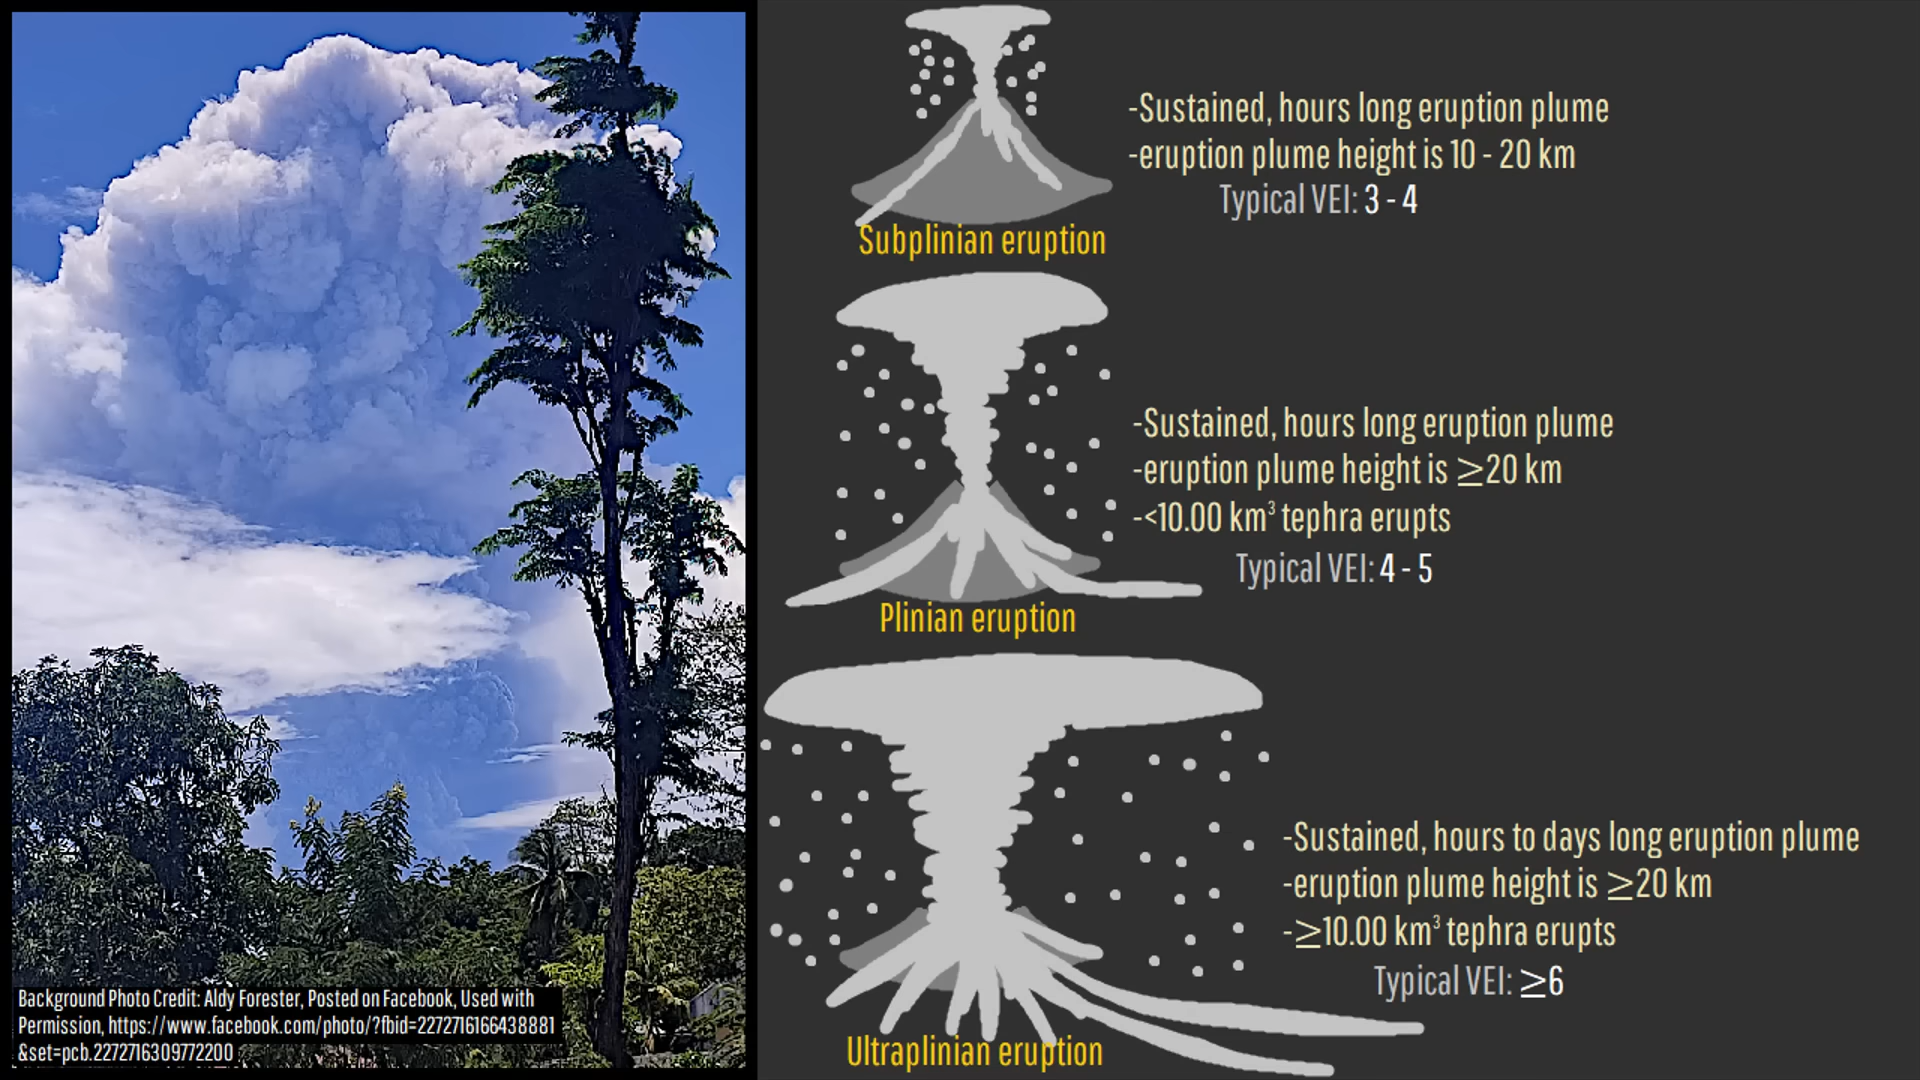 -Sustained, hours long eruption plume
-eruption plume height is 10 - 20 km
Typical VEI: 3 - 4
Subplinian eruption
-Sustained, hours long eruption plume
-eruption plume height is ≥20 km
-<10.00 km³ tephra erupts
Typical VEI: 4 - 5
Plinian eruption
-Sustained, hours to days long eruption plume
-eruption plume height is ≥20 km
-≥10.00 km³ tephra erupts
Typical VEI: ≥6
Ultraplinian eruption
Background Photo Credit: Aldy Forester, Posted on Facebook, Used with
Permission, https://www.facebook.com/photo/?fbid=2272716166438881
&set=pcb.2272716309772200